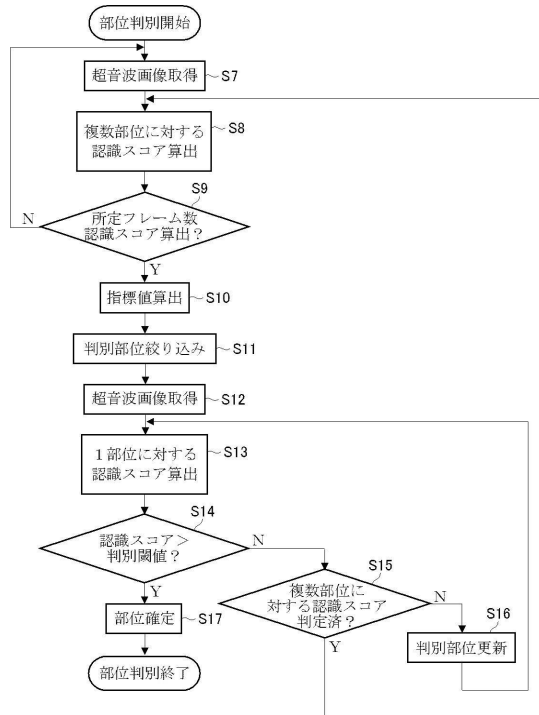 部位判別開始
超音波画像取得
S7
複数部位に対する
認識スコア算出
S8
S9
所定フレーム数
認識スコア算出？
N
Y
指標値算出
S10
判別部位絞り込み
S11
超音波画像取得
S12
１部位に対する
認識スコア算出
S13
S14
認識スコア＞
判別閾値？
N
Y
S15
複数部位に
対する認識スコア
判定済？
N
Y
S16
判別部位更新
部位確定
S17
部位判別終了